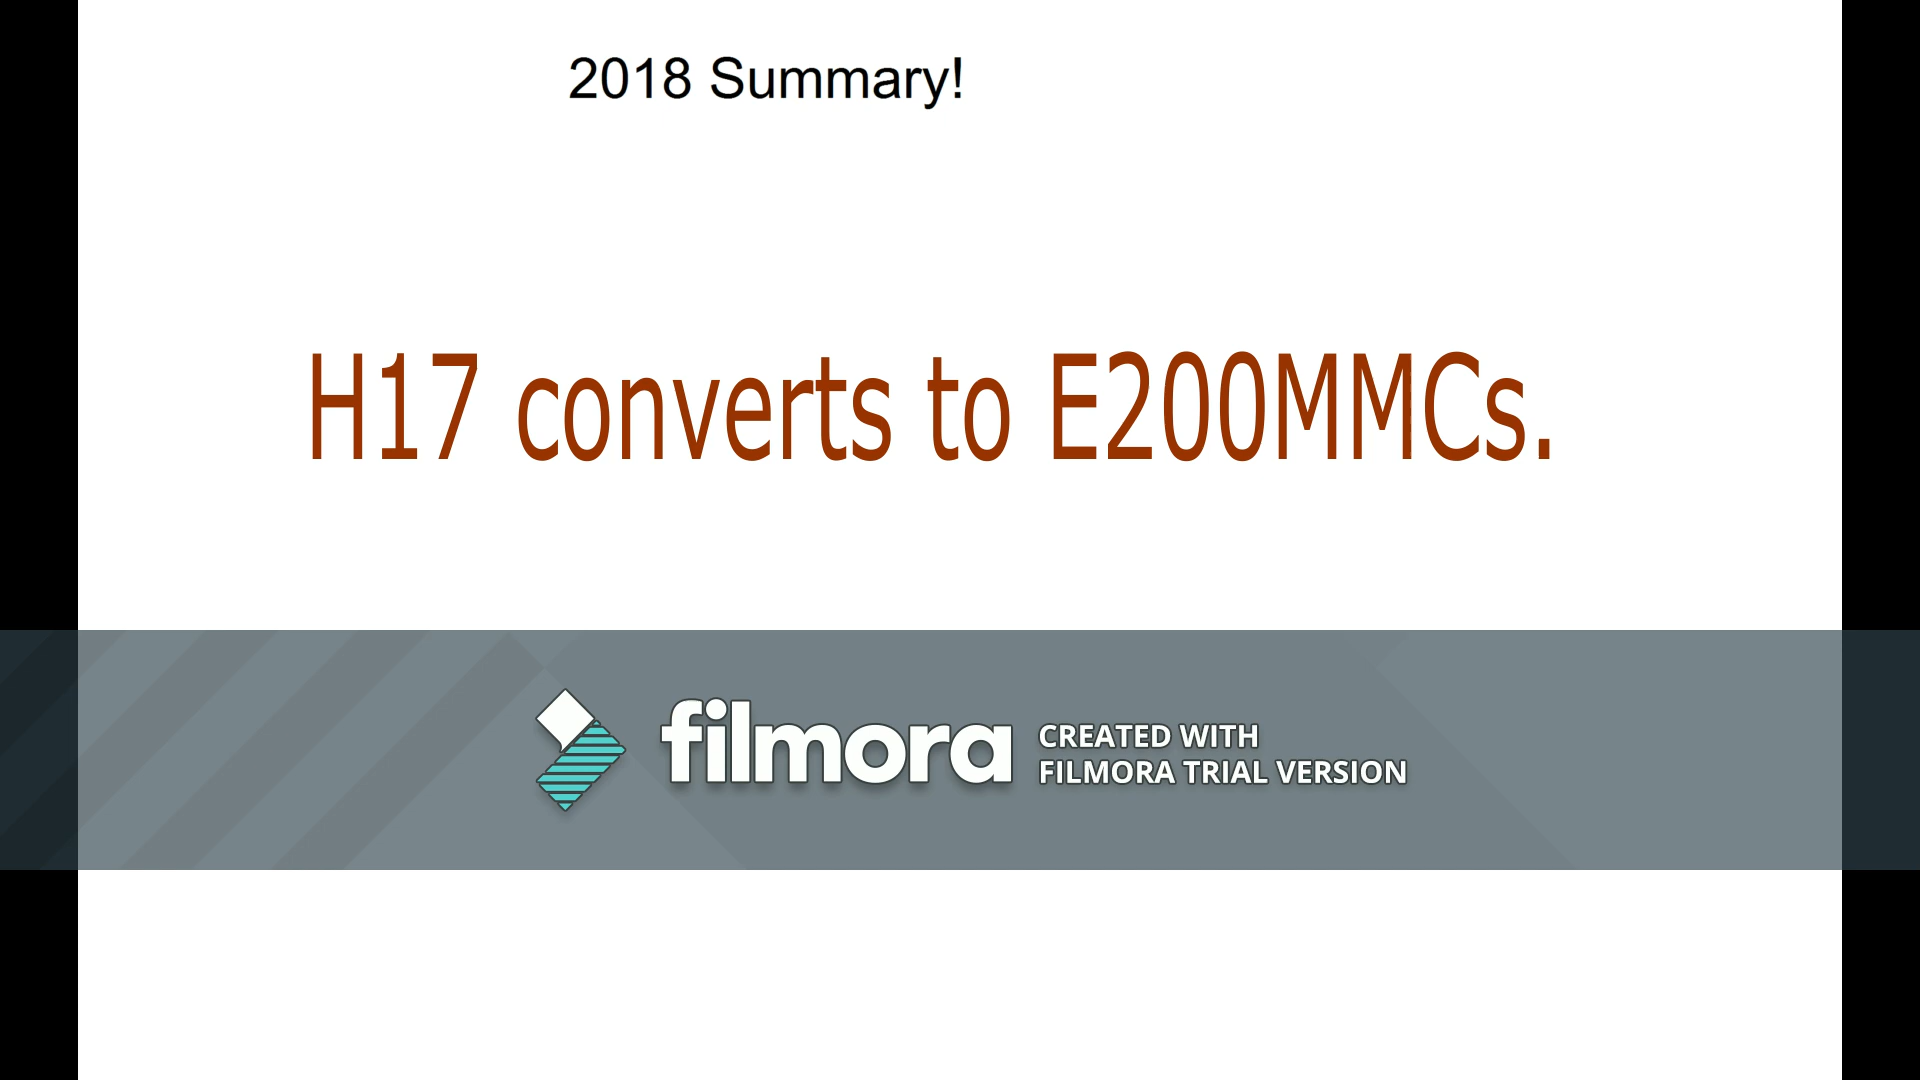 2018 Summary!
H17 converts to E200MMCs.
filmora
CREATED WITH
FILMORA TRIAL VERSION